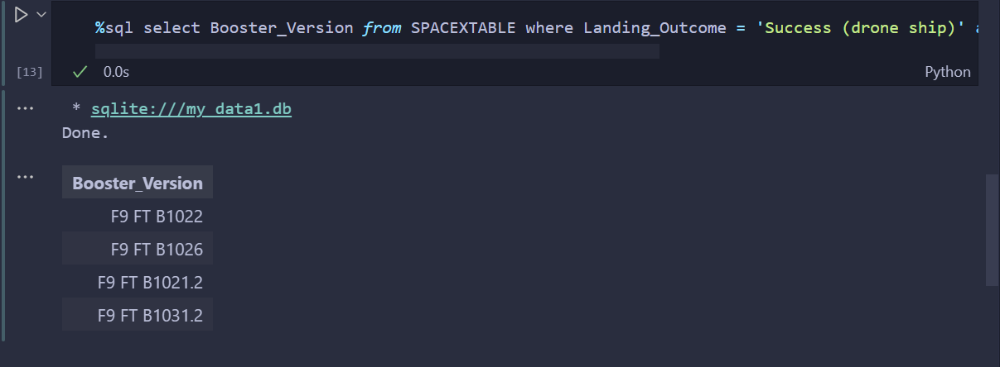 %sql select Booster_Version from SPACEXTABLE where Landing_Outcome = 'Success (drone ship)'
[13]
0.0s
Python
* sqlite:///my_data1.db
Done.
Booster_Version
F9 FT B1022
F9 FT B1026
F9 FT B1021.2
F9 FT B1031.2